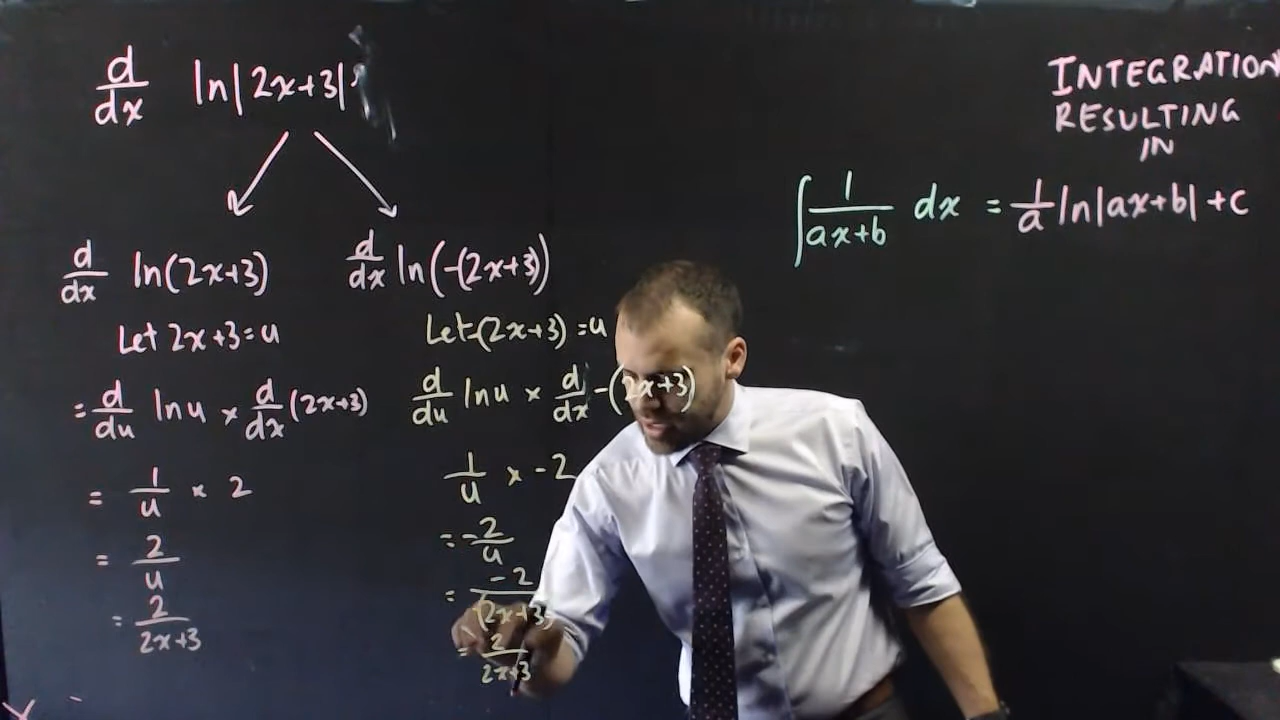 d/dx ln|2x+3|
d/dx ln(2x+3)
Let 2x+3=u
= d/du ln u × d/dx (2x+3)
= 1/u × 2
= 2/u
= 2/2x+3
d/dx ln(-(2x+3))
Let -(2x+3) = u
d/du ln u × d/dx -(2x+3)
1/u × -2
= -2/u
= -2/-(2x+3)
= 2/2x+3
INTEGRATION
RESULTING
IN
∫ 1/ax+b dx = 1/a ln|ax+b| + c